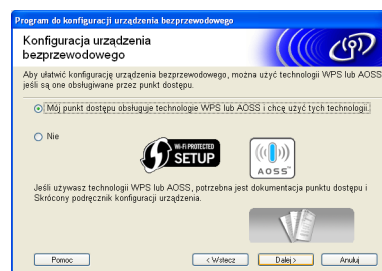 Program do konfiguracji urządzenia bezprzewodowego
Konfiguracja urządzenia
bezprzewodowego
Aby ułatwić konfigurację urządzenia bezprzewodowego, można użyć technologii WPS lub AOSS
jeśli są one obsługiwane przez punkt dostępu.
Mój punkt dostępu obsługuje technologie WPS lub AOSS i chcę użyć tych technologii.
Nie
WI-FI PROTECTED
SETUP
AOSS
Jeśli używasz technologii WPS lub AOSS, potrzebna jest dokumentacja punktu dostępu i
Skrócony podręcznik konfiguracji urządzenia.
Pomoc
< Wstecz
Dalej >
Anuluj